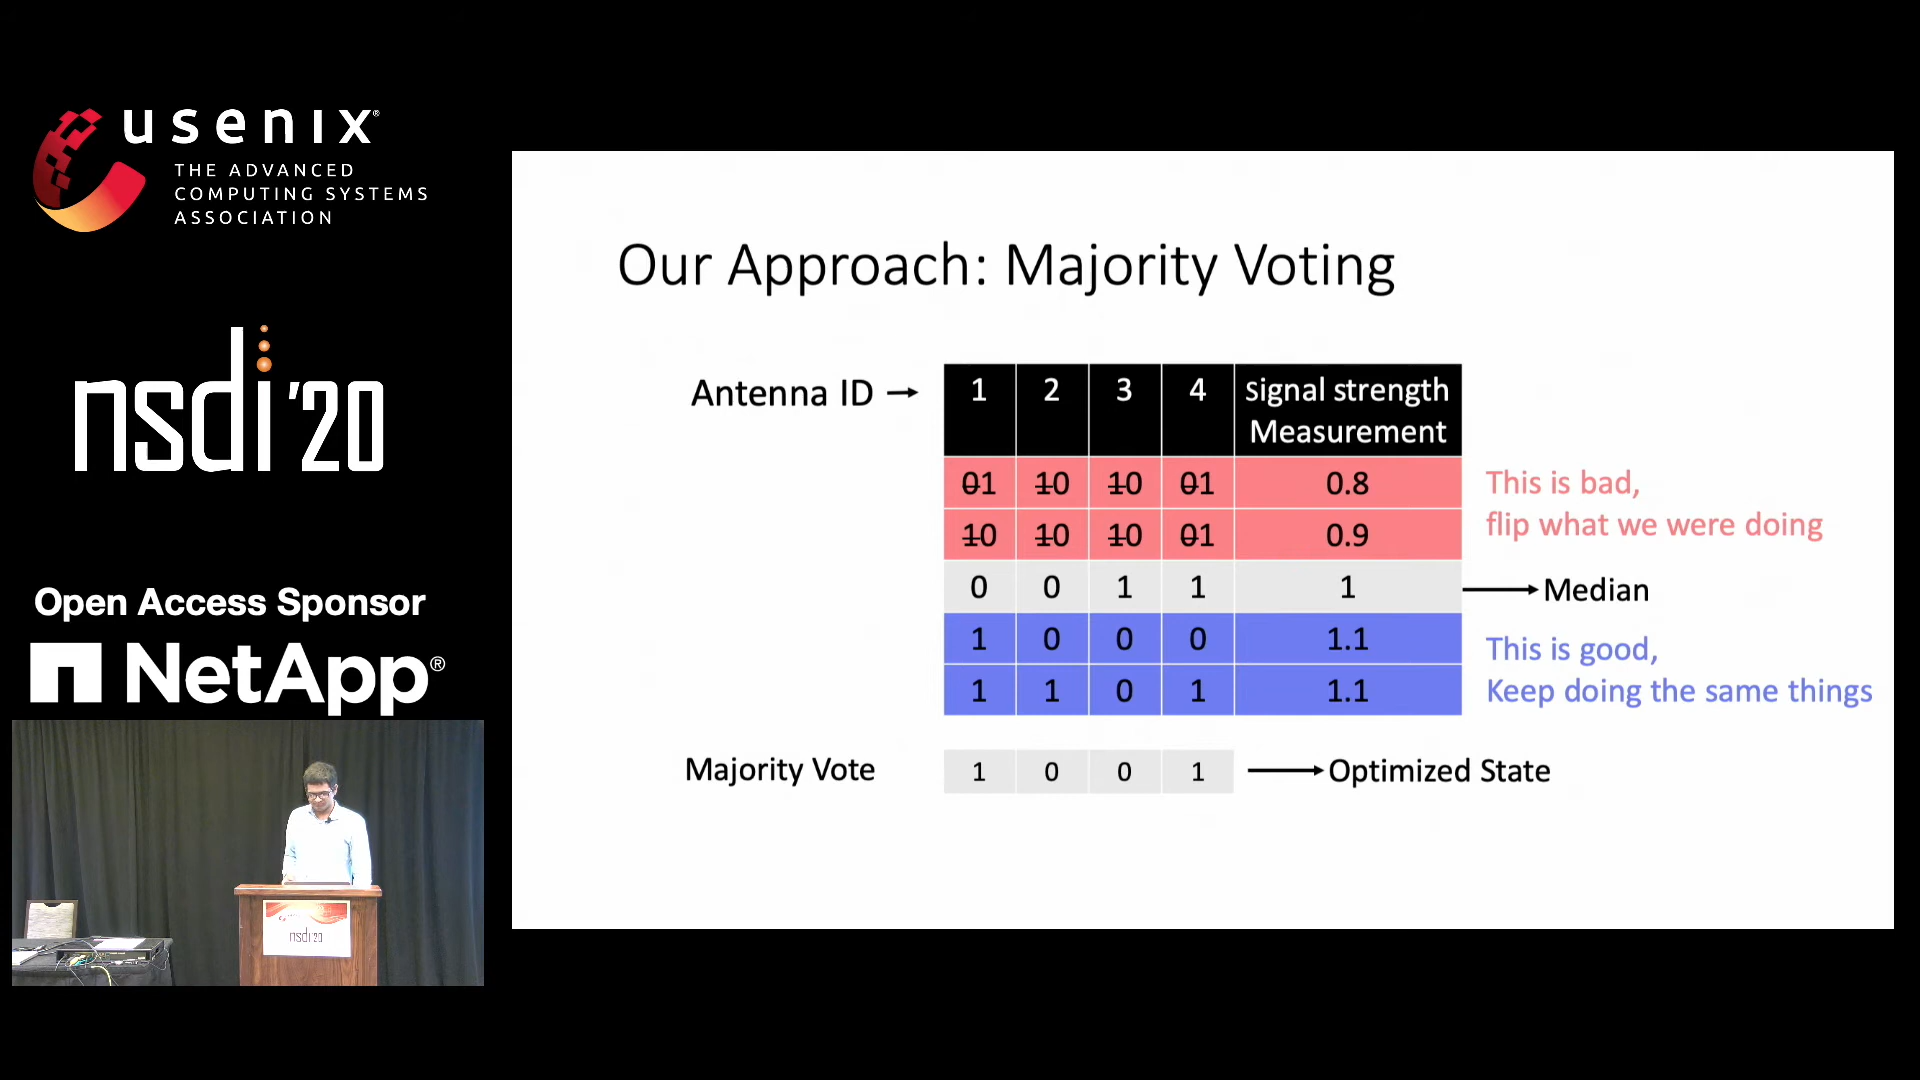 usenix®
THE ADVANCED
COMPUTING SYSTEMS
ASSOCIATION
nsdi '20
Open Access Sponsor
NetApp®
nsdi '20
Our Approach: Majority Voting
Antenna ID → 1 2 3 4 Signal strength
Measurement
01 10 10 01 0.8
10 10 10 01 0.9
This is bad,
flip what we were doing
0 0 1 1 1 → Median
1 0 0 0 1.1
1 1 0 1 1.1
This is good,
Keep doing the same things
Majority Vote 1 0 0 1 → Optimized State